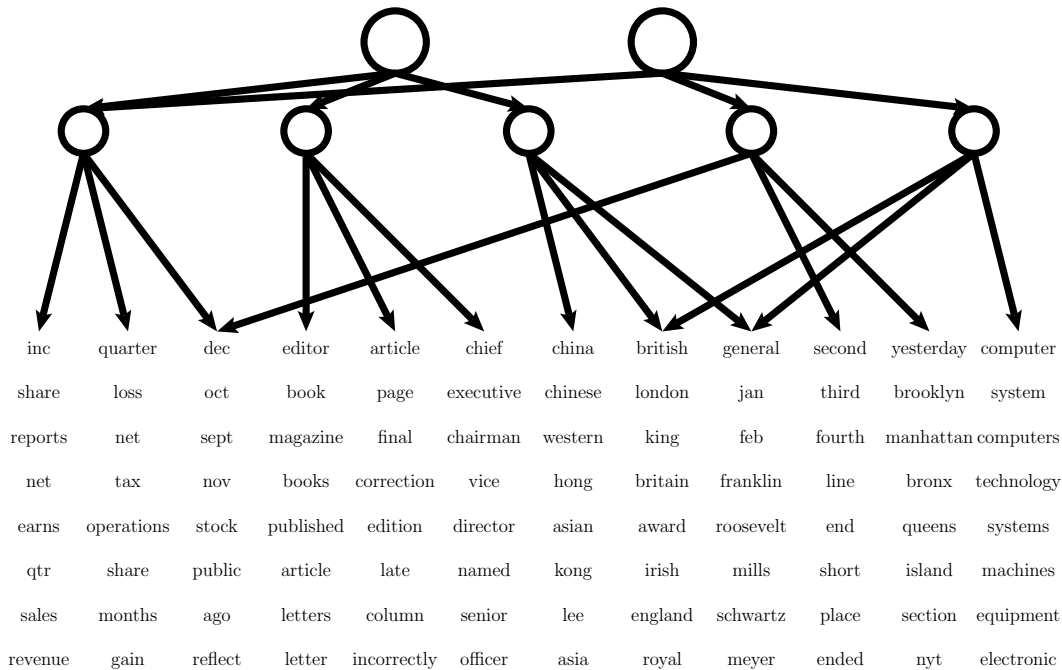 inc quarter dec editor article chief china british general second yesterday computer
share loss oct book page executive chinese london jan third brooklyn system
reports net sept magazine final chairman western king feb fourth manhattan computers
net tax nov books correction vice hong britain franklin line bronx technology
earns operations stock published edition director asian award roosevelt end queens systems
qtr share public article late named kong irish mills short island machines
sales months ago letters column senior lee england schwartz place section equipment
revenue gain reflect letter incorrectly officer asia royal meyer ended nyt electronic